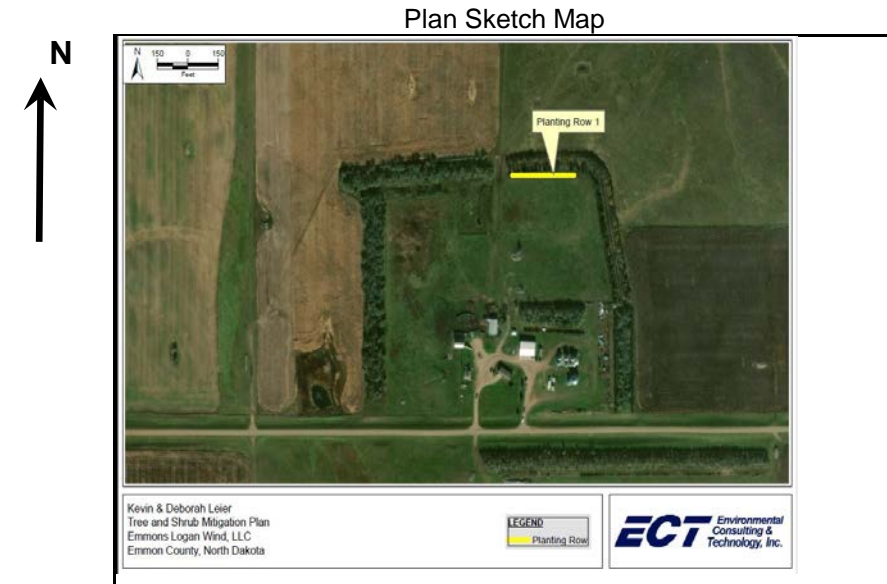 Plan Sketch Map
N
N
150 0 150
Feet
Planting Row 1
Kevin & Deborah Leier
Tree and Shrub Mitigation Plan
Emmons Logan Wind, LLC
Emmon County, North Dakota
LEGEND
Planting Row
ECT Environmental
Consulting &
Technology, Inc.